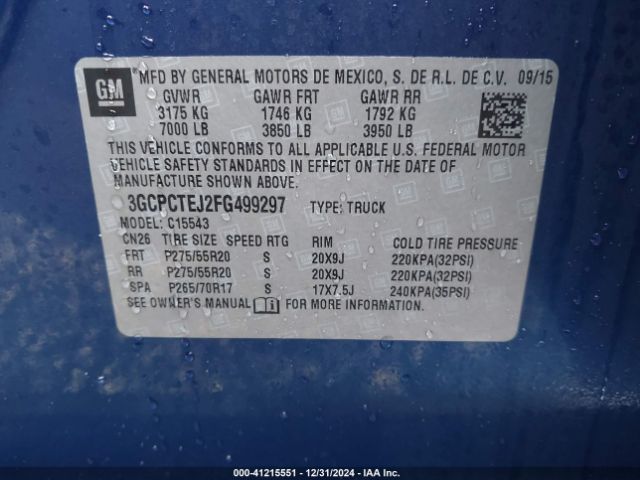 GM
MFD BY GENERAL MOTORS DE MEXICO, S. DE R.L. DE C.V. 09/15
GVWR GAWR FRT GAWR RR
3175 KG 1746 KG 1792 KG
7000 LB 3850 LB 3950 LB
THIS VEHICLE CONFORMS TO ALL APPLICABLE U.S. FEDERAL MOTOR
VEHICLE SAFETY STANDARDS IN EFFECT ON THE DATE OF
MANUFACTURE SHOWN ABOVE.
3GCPCTEJ2FG499297 TYPE: TRUCK
MODEL: C15543
CN26 TIRE SIZE SPEED RTG RIM COLD TIRE PRESSURE
FRT P275/55R20 S 20X9J 220KPA(32PSI)
RR P275/55R20 S 20X9J 220KPA(32PSI)
SPA P265/70R17 S 17X7.5J 240KPA(35PSI)
SEE OWNER'S MANUAL FOR MORE INFORMATION
000-41215551 - 12/31/2024 - IAA Inc.